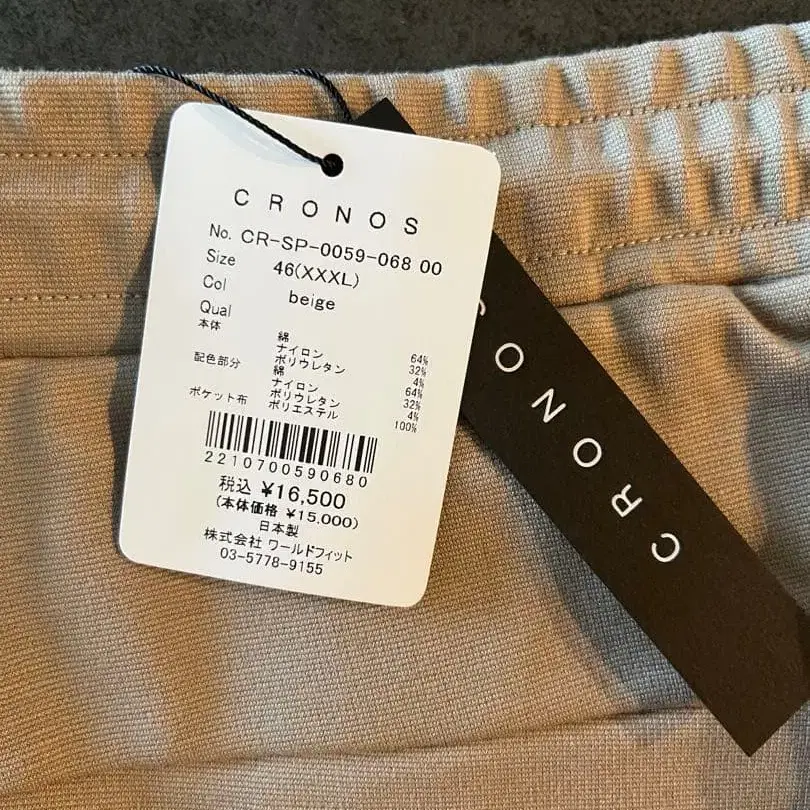 CRONOS
No. CR-SP-0059-068 00
Size 46(XXXL)
Col beige
Qual
本体 綿 64%
ナイロン 32%
ポリウレタン 4%
配色部分 綿 64%
ナイロン 32%
ポリウレタン 4%
ポケット布 ポリエステル 100%
2210700590680
税込 ¥16,500
(本体価格 ¥15,000)
日本製
株式会社 ワールドフィット
03-5778-9155
CRONOS